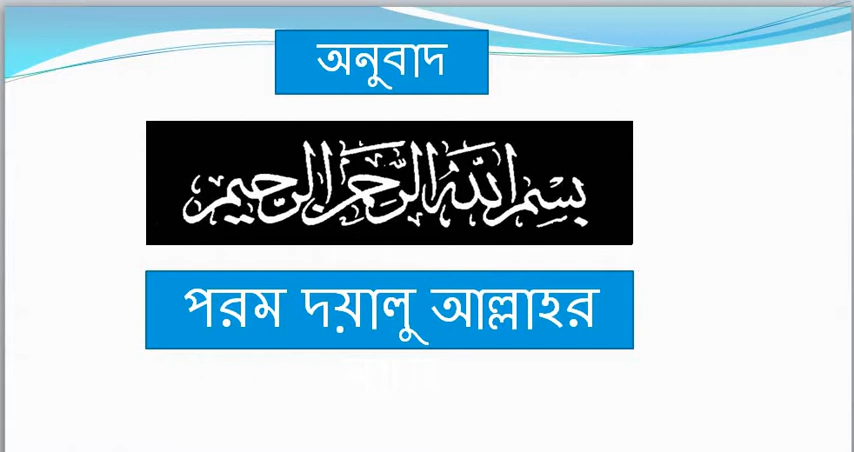 অনুবাদ
بسم الله الرحمن الرحيم
পরম দয়ালু আল্লাহর